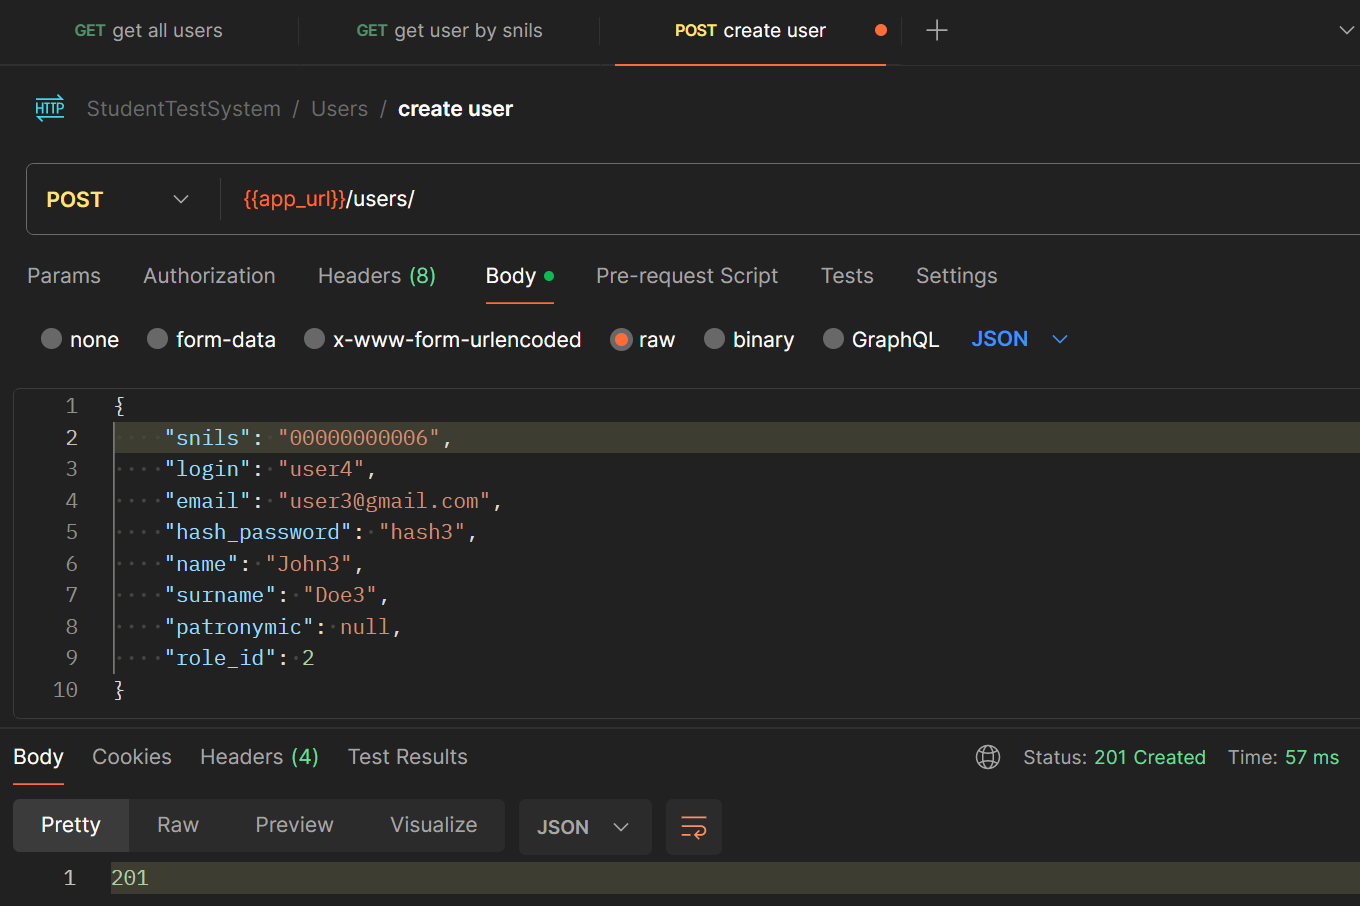 GET get all users GET get user by snils POST create user
HTTP StudentTestSystem / Users / create user
POST {{app_url}}/users/
Params Authorization Headers (8) Body Pre-request Script Tests Settings
none form-data x-www-form-urlencoded raw binary GraphQL JSON
1 {
2 "snils": "00000000006",
3 "login": "user4",
4 "email": "user3@gmail.com",
5 "hash_password": "hash3",
6 "name": "John3",
7 "surname": "Doe3",
8 "patronymic": null,
9 "role_id": 2
10 }
Body Cookies Headers (4) Test Results Status: 201 Created Time: 57 ms
Pretty Raw Preview Visualize JSON
1 201